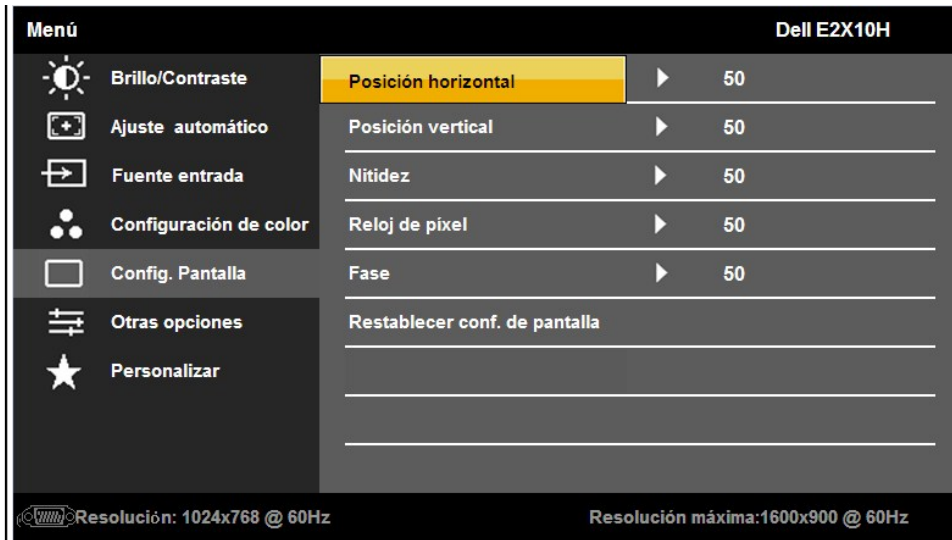 Menú Dell E2X10H
Brillo/Contraste Posición horizontal 50
Ajuste automático Posición vertical 50
Fuente entrada Nitidez 50
Configuración de color Reloj de píxel 50
Config. Pantalla Fase 50
Otras opciones Restablecer conf. de pantalla
Personalizar
Resolución: 1024x768 @ 60Hz Resolución máxima:1600x900 @ 60Hz